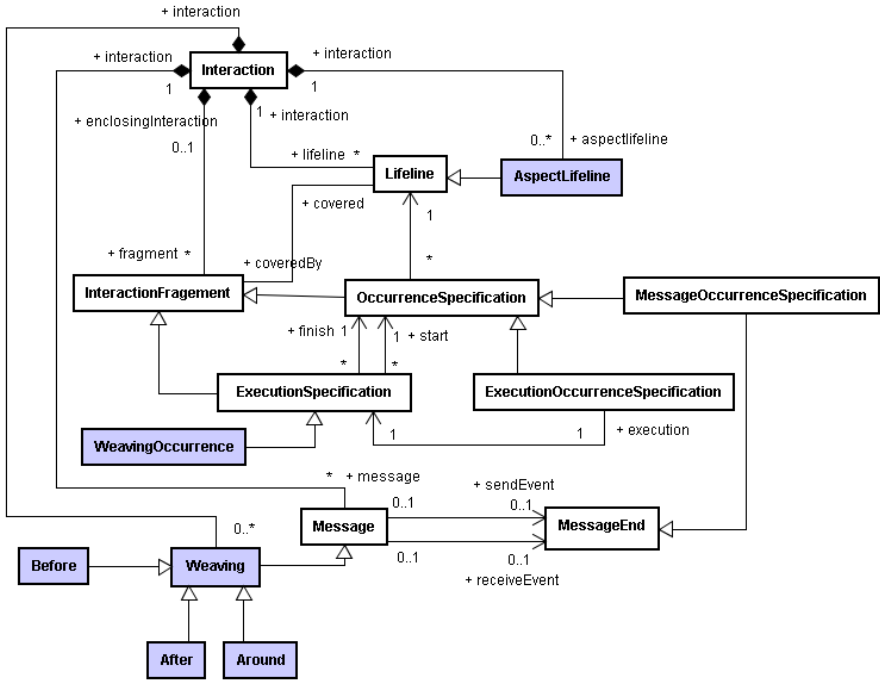 + interaction
+ interaction
+ interaction
Interaction
1
1
+ enclosingInteraction
1
+ interaction
0..1
0..*
+ aspectlifeline
+ lifeline *
Lifeline
AspectLifeline
+ covered
1
+ fragment *
+ coveredBy
*
InteractionFragement
OccurrenceSpecification
MessageOccurrenceSpecification
+ finish
1
1
+ start
*
*
ExecutionSpecification
ExecutionOccurrenceSpecification
WeavingOccurrence
1
1
+ execution
*
+ message
+ sendEvent
0..1
0..1
0..*
Message
MessageEnd
0..1
0..1
Before
Weaving
+ receiveEvent
After
Around